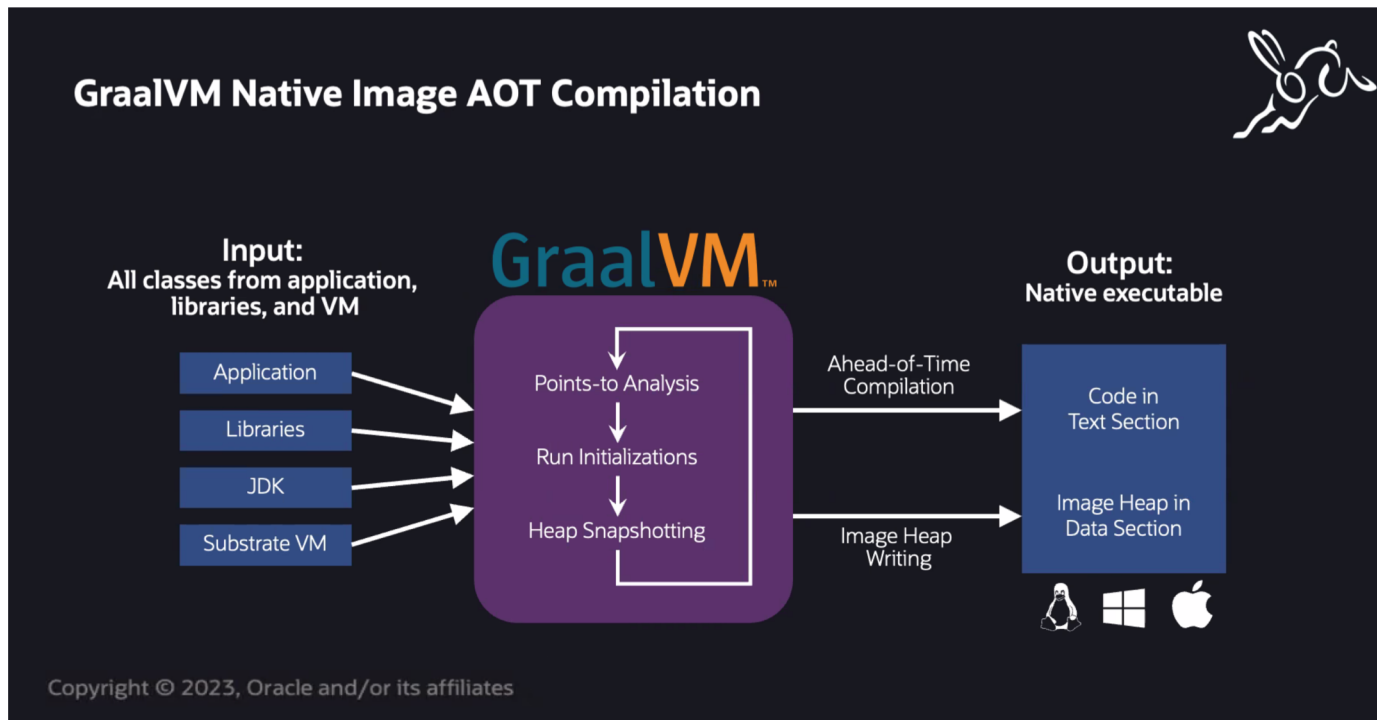 GraalVM Native Image AOT Compilation
Input:
All classes from application,
libraries, and VM
Application
Libraries
JDK
Substrate VM
GraalVM™
Points-to Analysis
Run Initializations
Heap Snapshotting
Ahead-of-Time
Compilation
Image Heap
Writing
Output:
Native executable
Code in
Text Section
Image Heap in
Data Section
Copyright © 2023, Oracle and/or its affiliates